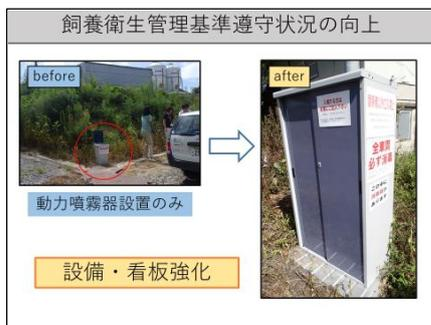 飼養衛生管理基準遵守状況の向上
before
after
動力噴霧器設置のみ
設備・看板強化
全車両
必ず消毒